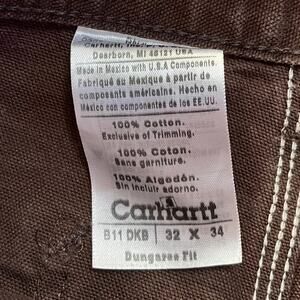 Carhartt,
Dearborn, MI 48121 USA
Made in Mexico with U.S.A Components.
Fabriqué au Mexique à partir de
composants américains. Hecho en
México con componentes de los EE.UU.
100% Cotton.
Exclusive of Trimming.
100% Coton.
Sans garniture.
100% Algodón.
Sin incluir adorno.
Carhartt
B11 DKB 32 X 34
Dungaree Fit